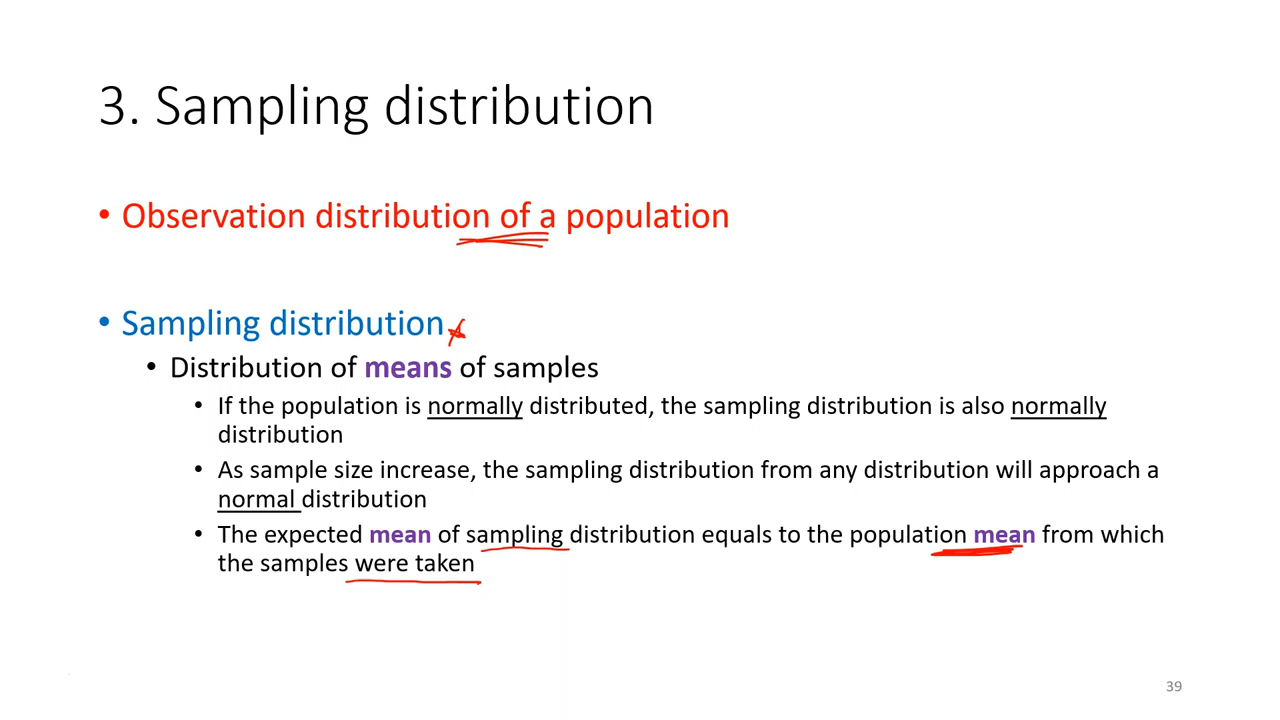 3. Sampling distribution
• Observation distribution of a population
• Sampling distribution
• Distribution of means of samples
• If the population is normally distributed, the sampling distribution is also normally
distribution
• As sample size increase, the sampling distribution from any distribution will approach a
normal distribution
• The expected mean of sampling distribution equals to the population mean from which
the samples were taken
39